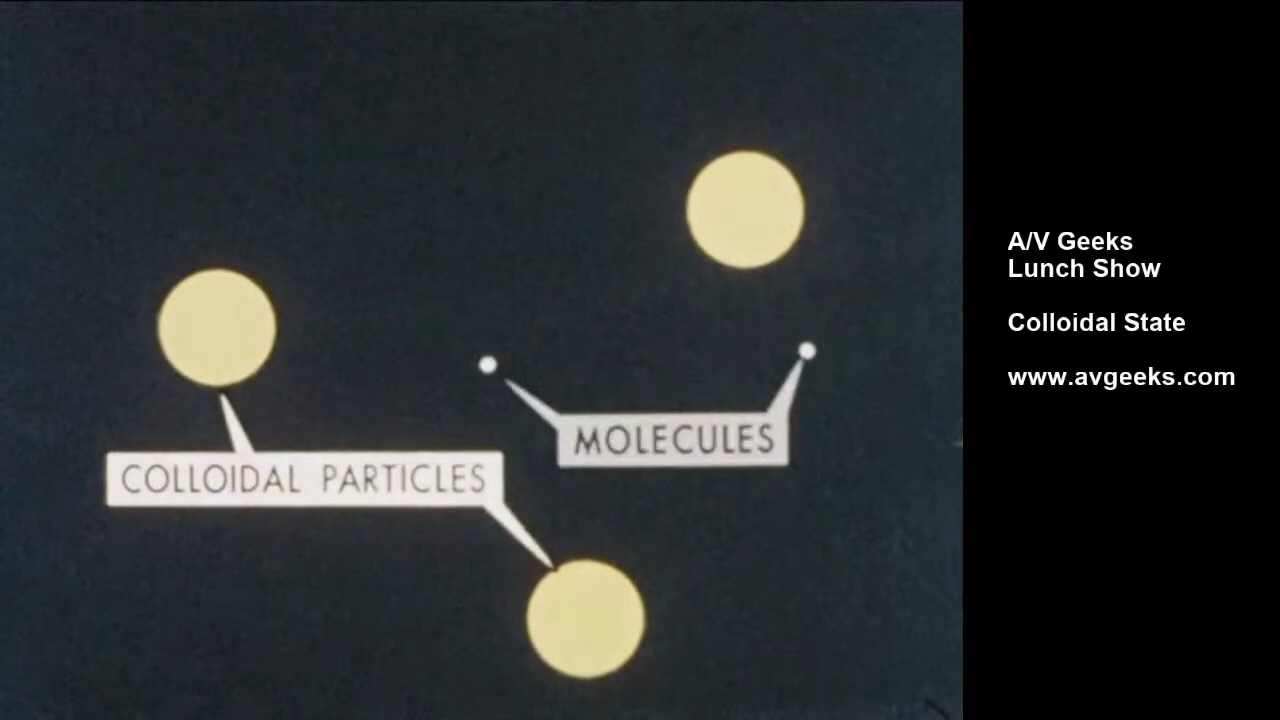 COLLOIDAL PARTICLES
MOLECULES
A/V Geeks
Lunch Show
Colloidal State
www.avgeeks.com